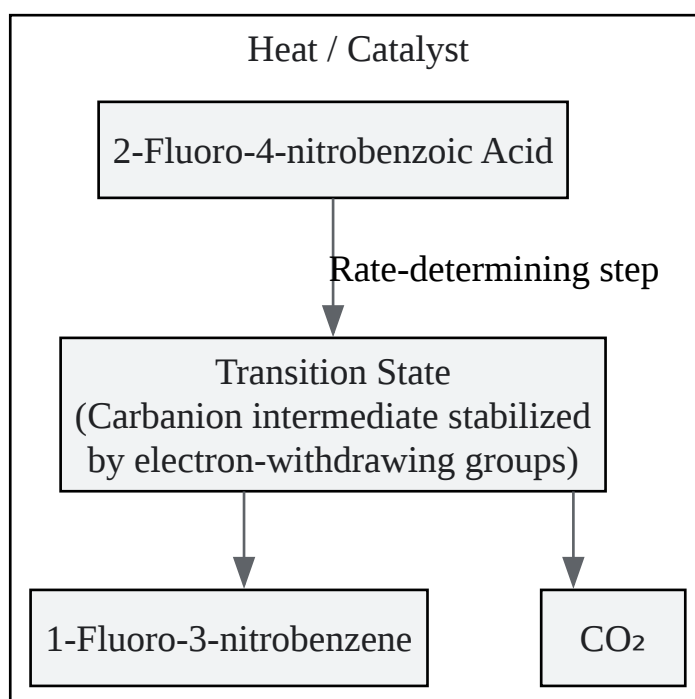 Heat / Catalyst
2-Fluoro-4-nitrobenzoic Acid
Rate-determining step
Transition State
(Carbanion intermediate stabilized
by electron-withdrawing groups)
1-Fluoro-3-nitrobenzene
CO₂